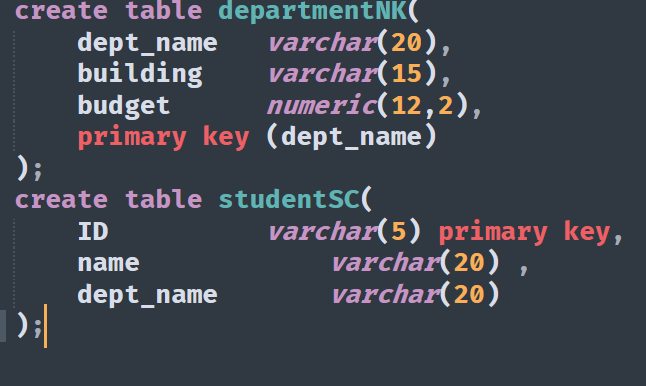 create table departmentNK(
dept_name varchar(20),
building varchar(15),
budget numeric(12,2),
primary key (dept_name)
);
create table studentSC(
ID varchar(5) primary key,
name varchar(20) ,
dept_name varchar(20)
);